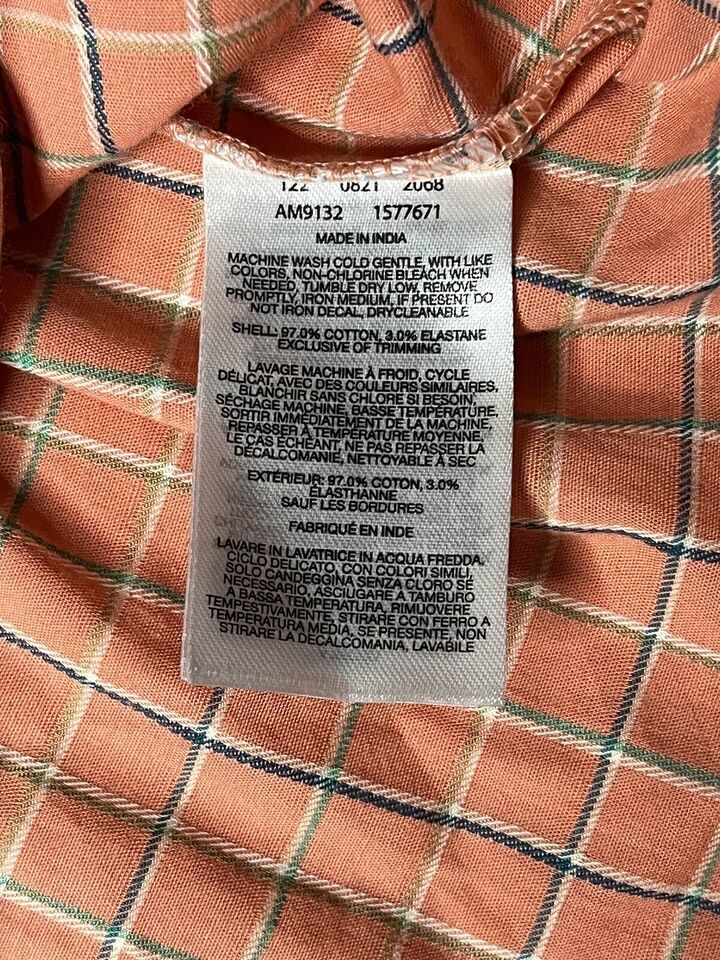 122 0821 2068
AM9132 1577671
MADE IN INDIA
MACHINE WASH COLD GENTLE, WITH LIKE
COLORS, NON-CHLORINE BLEACH WHEN
NEEDED, TUMBLE DRY LOW, REMOVE
PROMPTLY, IRON MEDIUM, IF PRESENT DO
NOT IRON DECAL, DRYCLEANABLE
SHELL: 97.0% COTTON, 3.0% ELASTANE
EXCLUSIVE OF TRIMMING
LAVAGE MACHINE À FROID, CYCLE
DÉLICAT, AVEC DES COULEURS SIMILAIRES,
BLANCHIR SANS CHLORE SI BESOIN,
SÉCHAGE MACHINE, BASSE TEMPÉRATURE.
SORTIR IMMÉDIATEMENT DE LA MACHINE,
REPASSER À TEMPÉRATURE MOYENNE,
LE CAS ÉCHÉANT, NE PAS REPASSER LA
DÉCALCOMANIE, NETTOYABLE À SEC
EXTÉRIEUR: 97.0% COTON, 3.0%
ÉLASTHANNE
SAUF LES BORDURES
FABRIQUÉ EN INDE
LAVARE IN LAVATRICE IN ACQUA FREDDA.
CICLO DELICATO, CON COLORI SIMILI,
SOLO CANDEGGINA SENZA CLORO SE
NECESSARIO, ASCIUGARE A TAMBURO
A BASSA TEMPERATURA, RIMUOVERE
TEMPESTIVAMENTE, STIRARE CON FERRO A
TEMPERATURA MEDIA, SE PRESENTE, NON
STIRARE LA DECALCOMANIA, LAVABILE